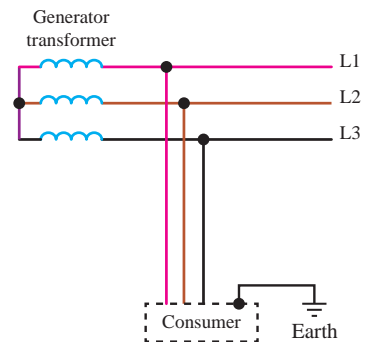 Generator
transformer
L1
L2
L3
Consumer
Earth